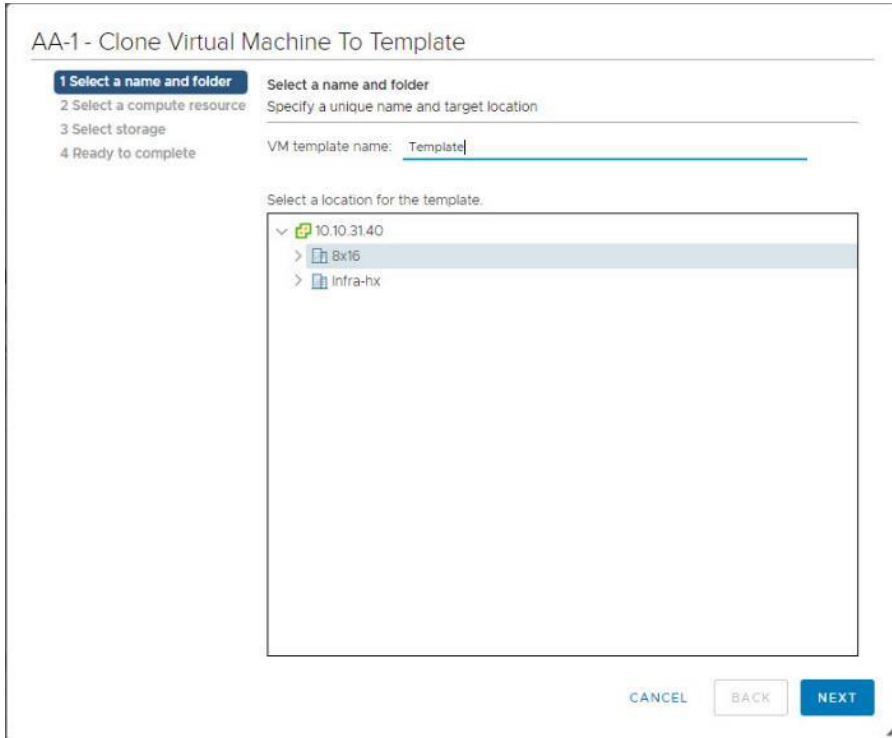 AA-1 - Clone Virtual Machine To Template
1 Select a name and folder
2 Select a compute resource
3 Select storage
4 Ready to complete
Select a name and folder
Specify a unique name and target location
VM template name: Template
Select a location for the template.
10.10.31.40
8x16
Infra-hx
CANCEL BACK NEXT